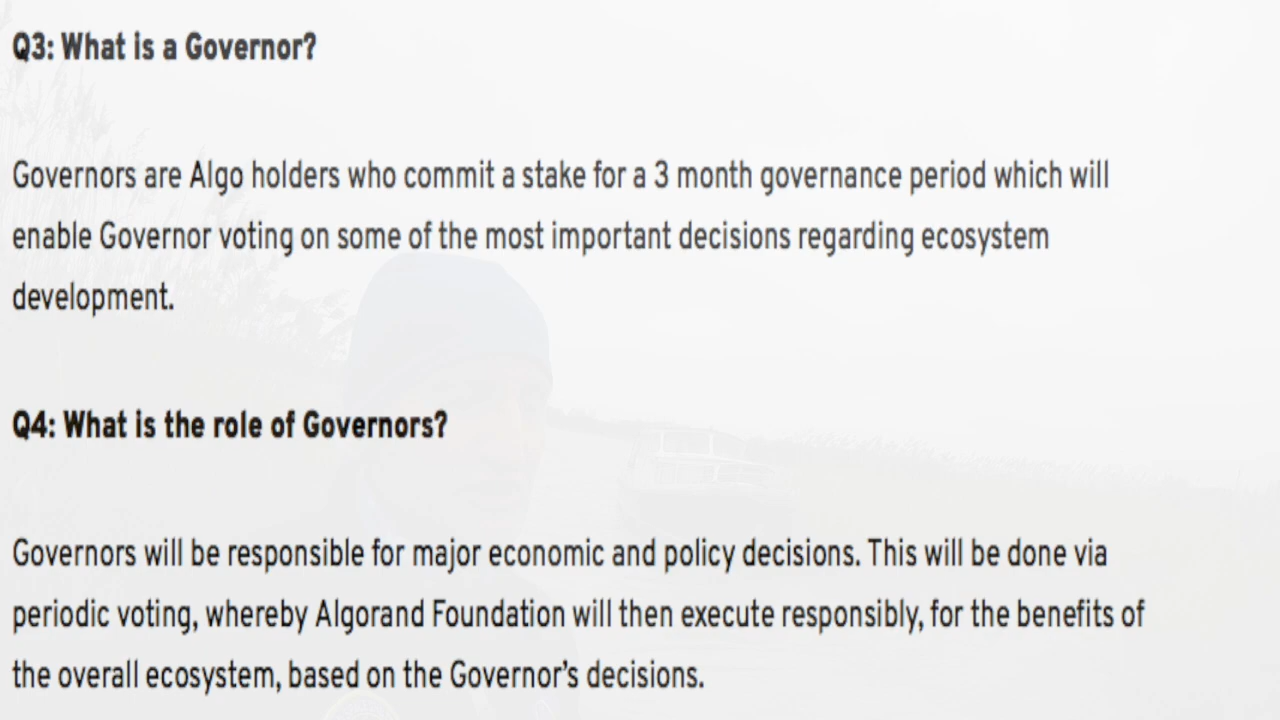 Q3: What is a Governor?
Governors are Algo holders who commit a stake for a 3 month governance period which will
enable Governor voting on some of the most important decisions regarding ecosystem
development.
Q4: What is the role of Governors?
Governors will be responsible for major economic and policy decisions. This will be done via
periodic voting, whereby Algorand Foundation will then execute responsibly, for the benefits of
the overall ecosystem, based on the Governor’s decisions.